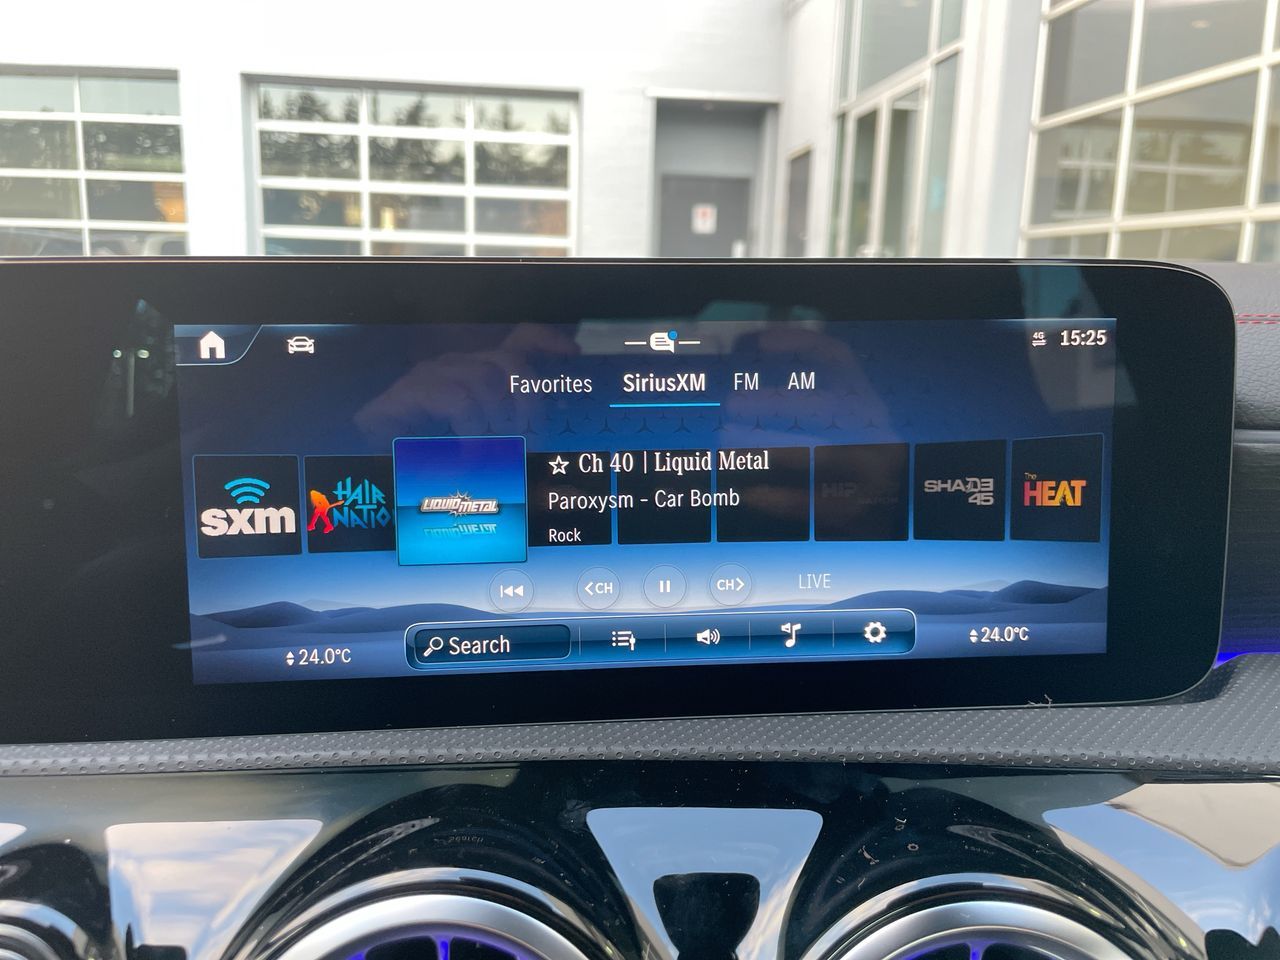 4G 15:25
Favorites SiriusXM FM AM
sxm
HAIR NATION
LIQUID METAL
Ch 40 | Liquid Metal
Paroxysm - Car Bomb
Rock
SHADE 45
The HEAT
<CH
CH>
LIVE
24.0°C
Search
24.0°C